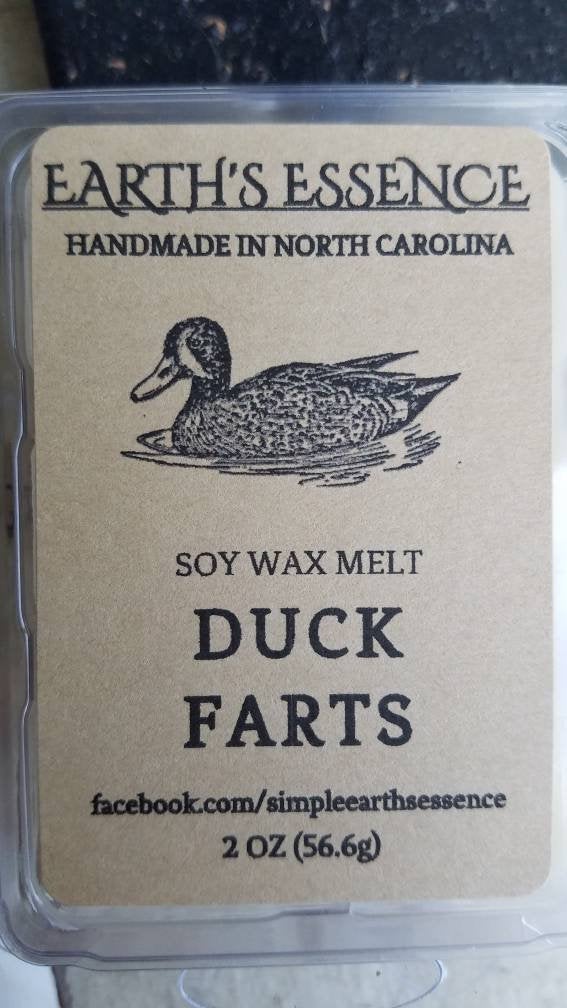 EARTH'S ESSENCE
HANDMADE IN NORTH CAROLINA
SOY WAX MELT
DUCK
FARTS
facebook.com/simpleearthsessence
2 OZ (56.6g)